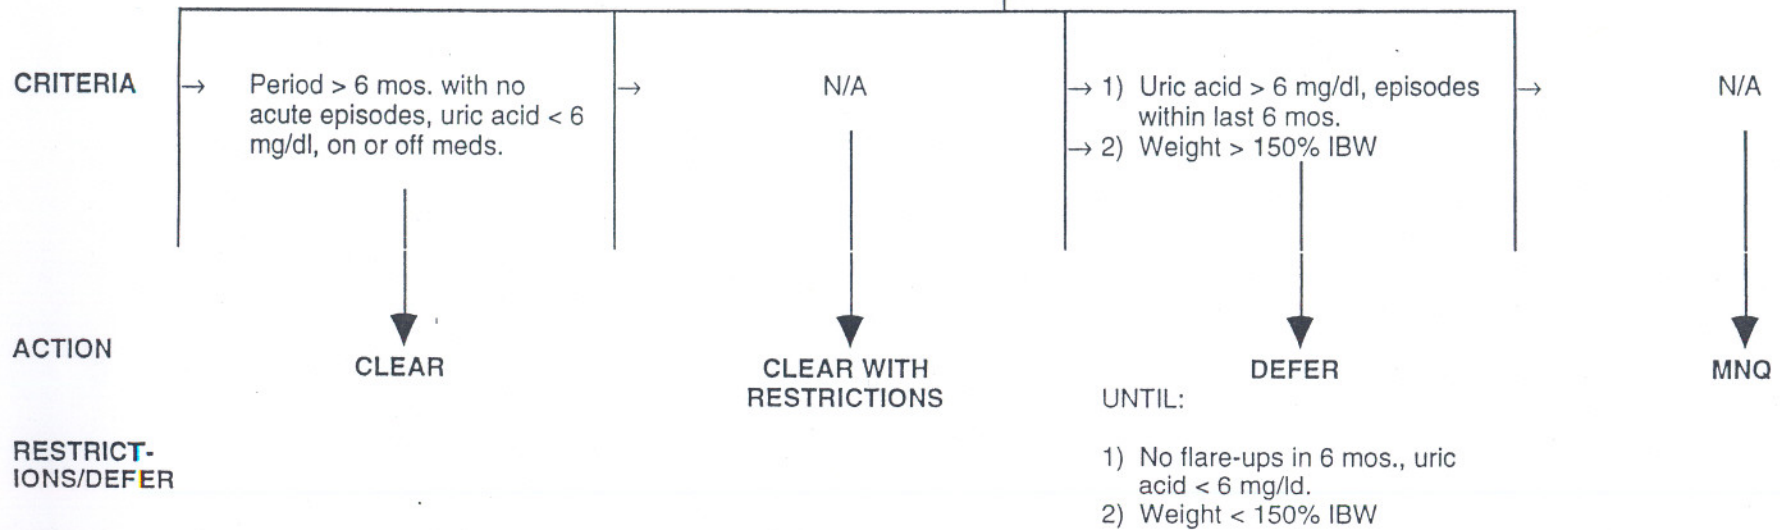 CRITERIA
→ Period > 6 mos. with no
acute episodes, uric acid < 6
mg/dl, on or off meds.
→ N/A
→ 1) Uric acid > 6 mg/dl, episodes
within last 6 mos.
→ 2) Weight > 150% IBW
→ N/A
ACTION
CLEAR
CLEAR WITH
RESTRICTIONS
DEFER
MNQ
UNTIL:
RESTRICT-
IONS/DEFER
1) No flare-ups in 6 mos., uric
acid < 6 mg/ld.
2) Weight < 150% IBW